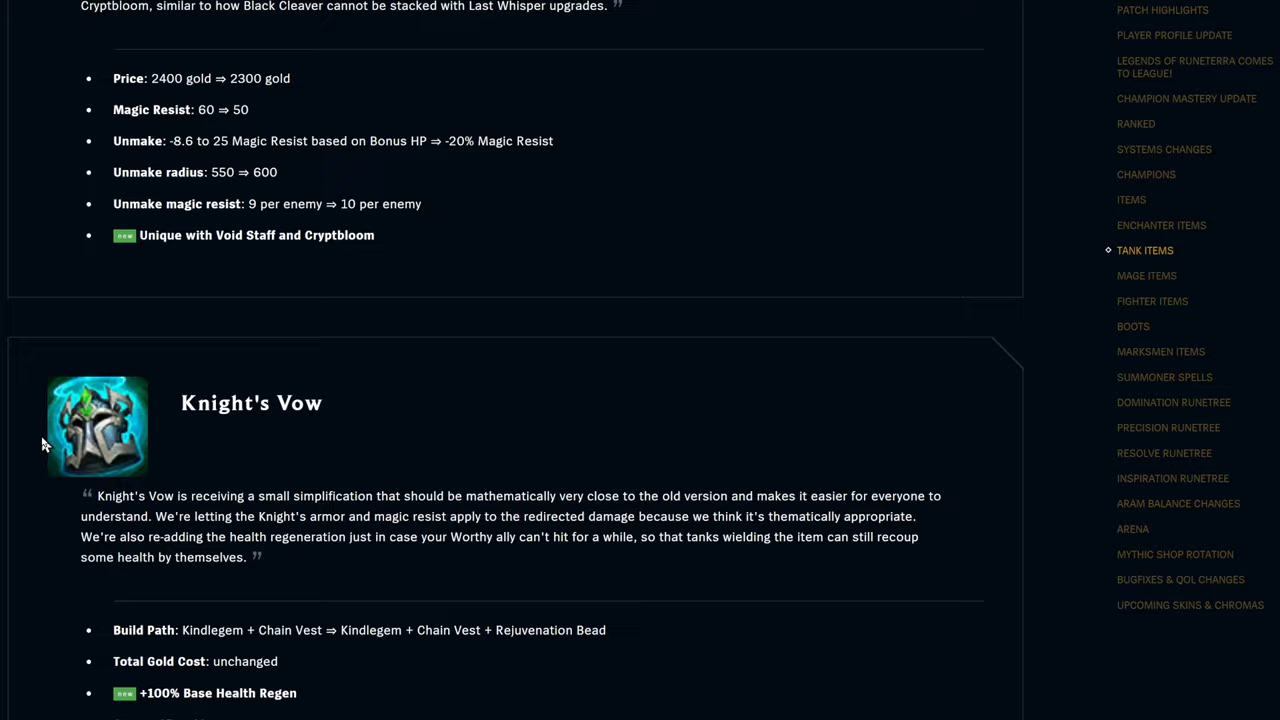 Cryptbloom, similar to how Black Cleaver cannot be stacked with Last Whisper upgrades. ”
Price: 2400 gold ⇒ 2300 gold
Magic Resist: 60 ⇒ 50
Unmake: -8.6 to 25 Magic Resist based on Bonus HP ⇒ -20% Magic Resist
Unmake radius: 550 ⇒ 600
Unmake magic resist: 9 per enemy ⇒ 10 per enemy
new Unique with Void Staff and Cryptbloom
Knight's Vow
“ Knight's Vow is receiving a small simplification that should be mathematically very close to the old version and makes it easier for everyone to
understand. We're letting the Knight's armor and magic resist apply to the redirected damage because we think it's thematically appropriate.
We're also re-adding the health regeneration just in case your Worthy ally can't hit for a while, so that tanks wielding the item can still recoup
some health by themselves. ”
Build Path: Kindlegem + Chain Vest ⇒ Kindlegem + Chain Vest + Rejuvenation Bead
Total Gold Cost: unchanged
new +100% Base Health Regen
PATCH HIGHLIGHTS
PLAYER PROFILE UPDATE
LEGENDS OF RUNETERRA COMES
TO LEAGUE!
CHAMPION MASTERY UPDATE
RANKED
SYSTEMS CHANGES
CHAMPIONS
ITEMS
ENCHANTER ITEMS
TANK ITEMS
MAGE ITEMS
FIGHTER ITEMS
BOOTS
MARKSMEN ITEMS
SUMMONER SPELLS
DOMINATION RUNETREE
PRECISION RUNETREE
RESOLVE RUNETREE
INSPIRATION RUNETREE
ARAM BALANCE CHANGES
ARENA
MYTHIC SHOP ROTATION
BUGFIXES & QOL CHANGES
UPCOMING SKINS & CHROMAS